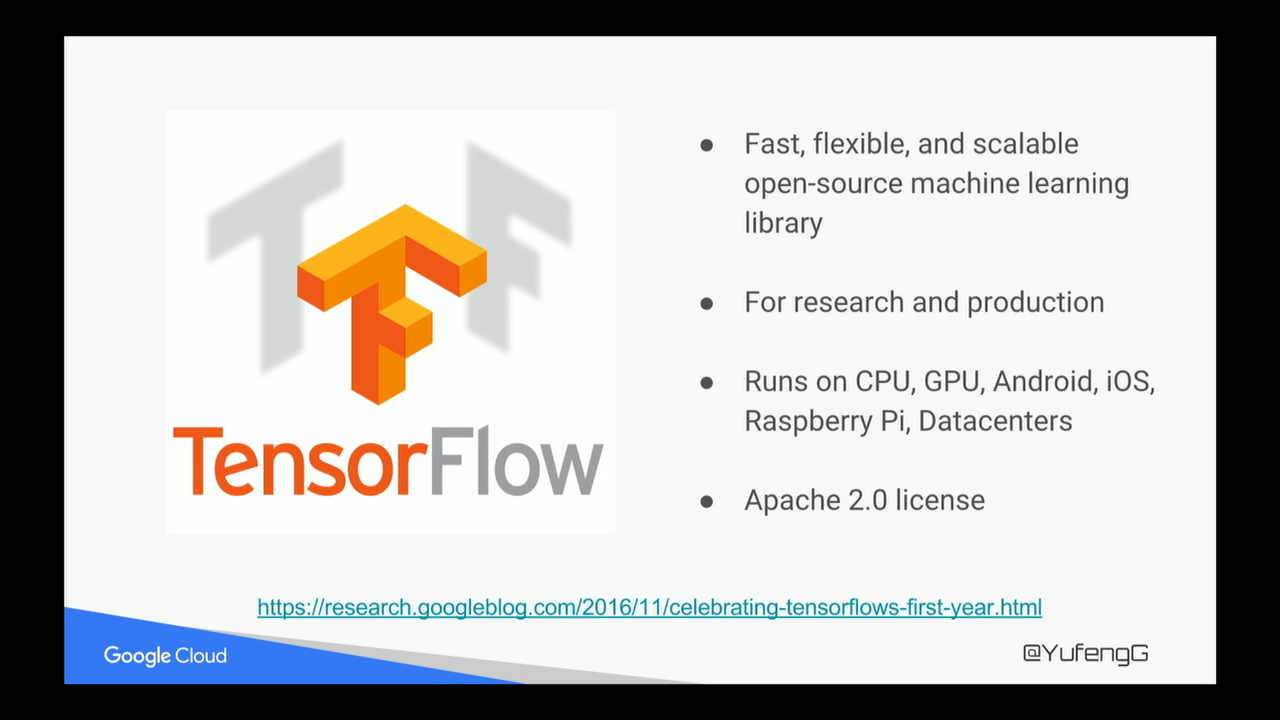 TensorFlow
● Fast, flexible, and scalable
open-source machine learning
library
● For research and production
● Runs on CPU, GPU, Android, iOS,
Raspberry Pi, Datacenters
● Apache 2.0 license
https://research.googleblog.com/2016/11/celebrating-tensorflows-first-year.html
Google Cloud
@YufengG